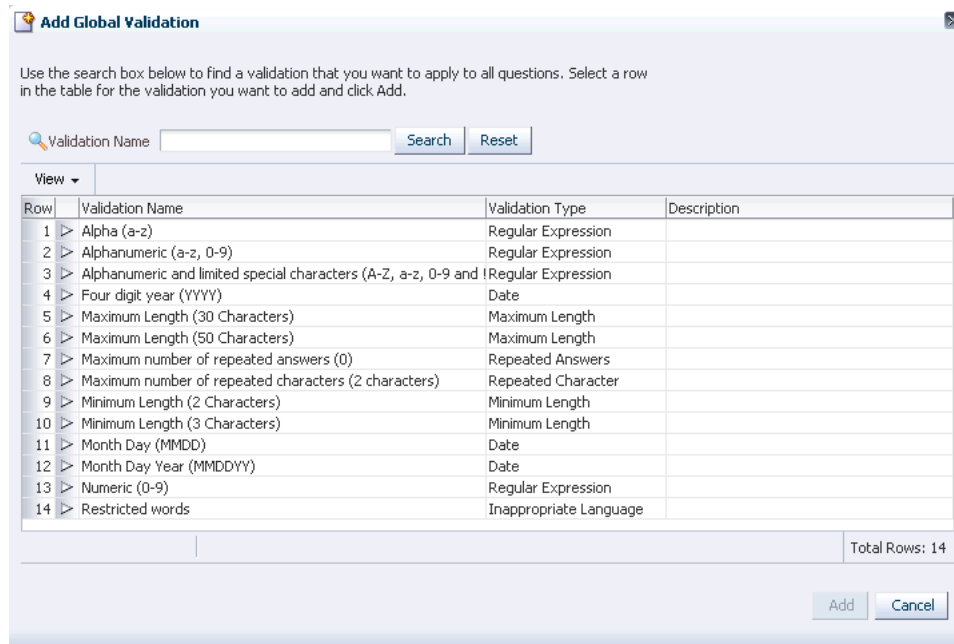 Add Global Validation
Use the search box below to find a validation that you want to apply to all questions. Select a row
in the table for the validation you want to add and click Add.
Validation Name Search Reset
View
Row Validation Name Validation Type Description
1 Alpha (a-z) Regular Expression
2 Alphanumeric (a-z, 0-9) Regular Expression
3 Alphanumeric and limited special characters (A-Z, a-z, 0-9 and ! Regular Expression
4 Four digit year (YYYY) Date
5 Maximum Length (30 Characters) Maximum Length
6 Maximum Length (50 Characters) Maximum Length
7 Maximum number of repeated answers (0) Repeated Answers
8 Maximum number of repeated characters (2 characters) Repeated Character
9 Minimum Length (2 Characters) Minimum Length
10 Minimum Length (3 Characters) Minimum Length
11 Month Day (MMDD) Date
12 Month Day Year (MMDDYY) Date
13 Numeric (0-9) Regular Expression
14 Restricted words Inappropriate Language
Total Rows: 14
Add Cancel